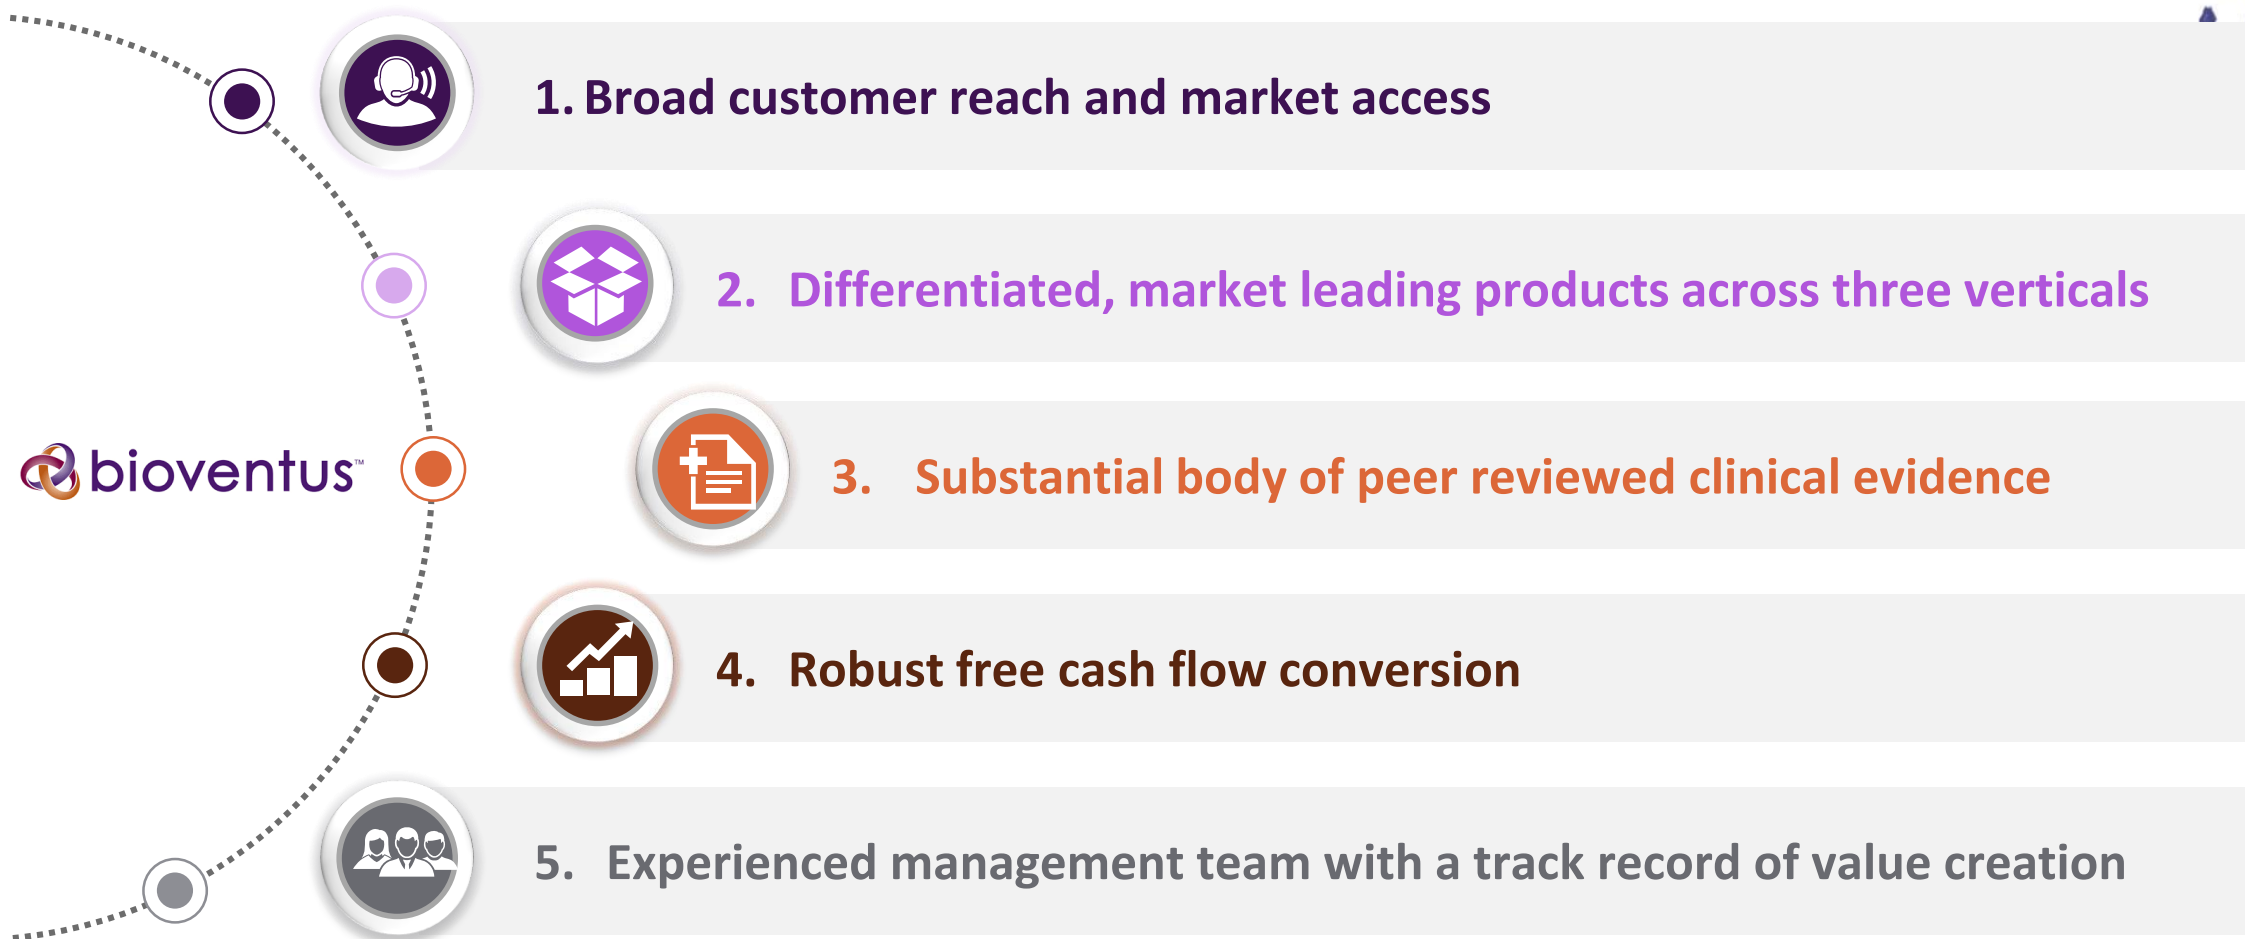 1. Broad customer reach and market access
2. Differentiated, market leading products across three verticals
bioventus™
3. Substantial body of peer reviewed clinical evidence
4. Robust free cash flow conversion
5. Experienced management team with a track record of value creation